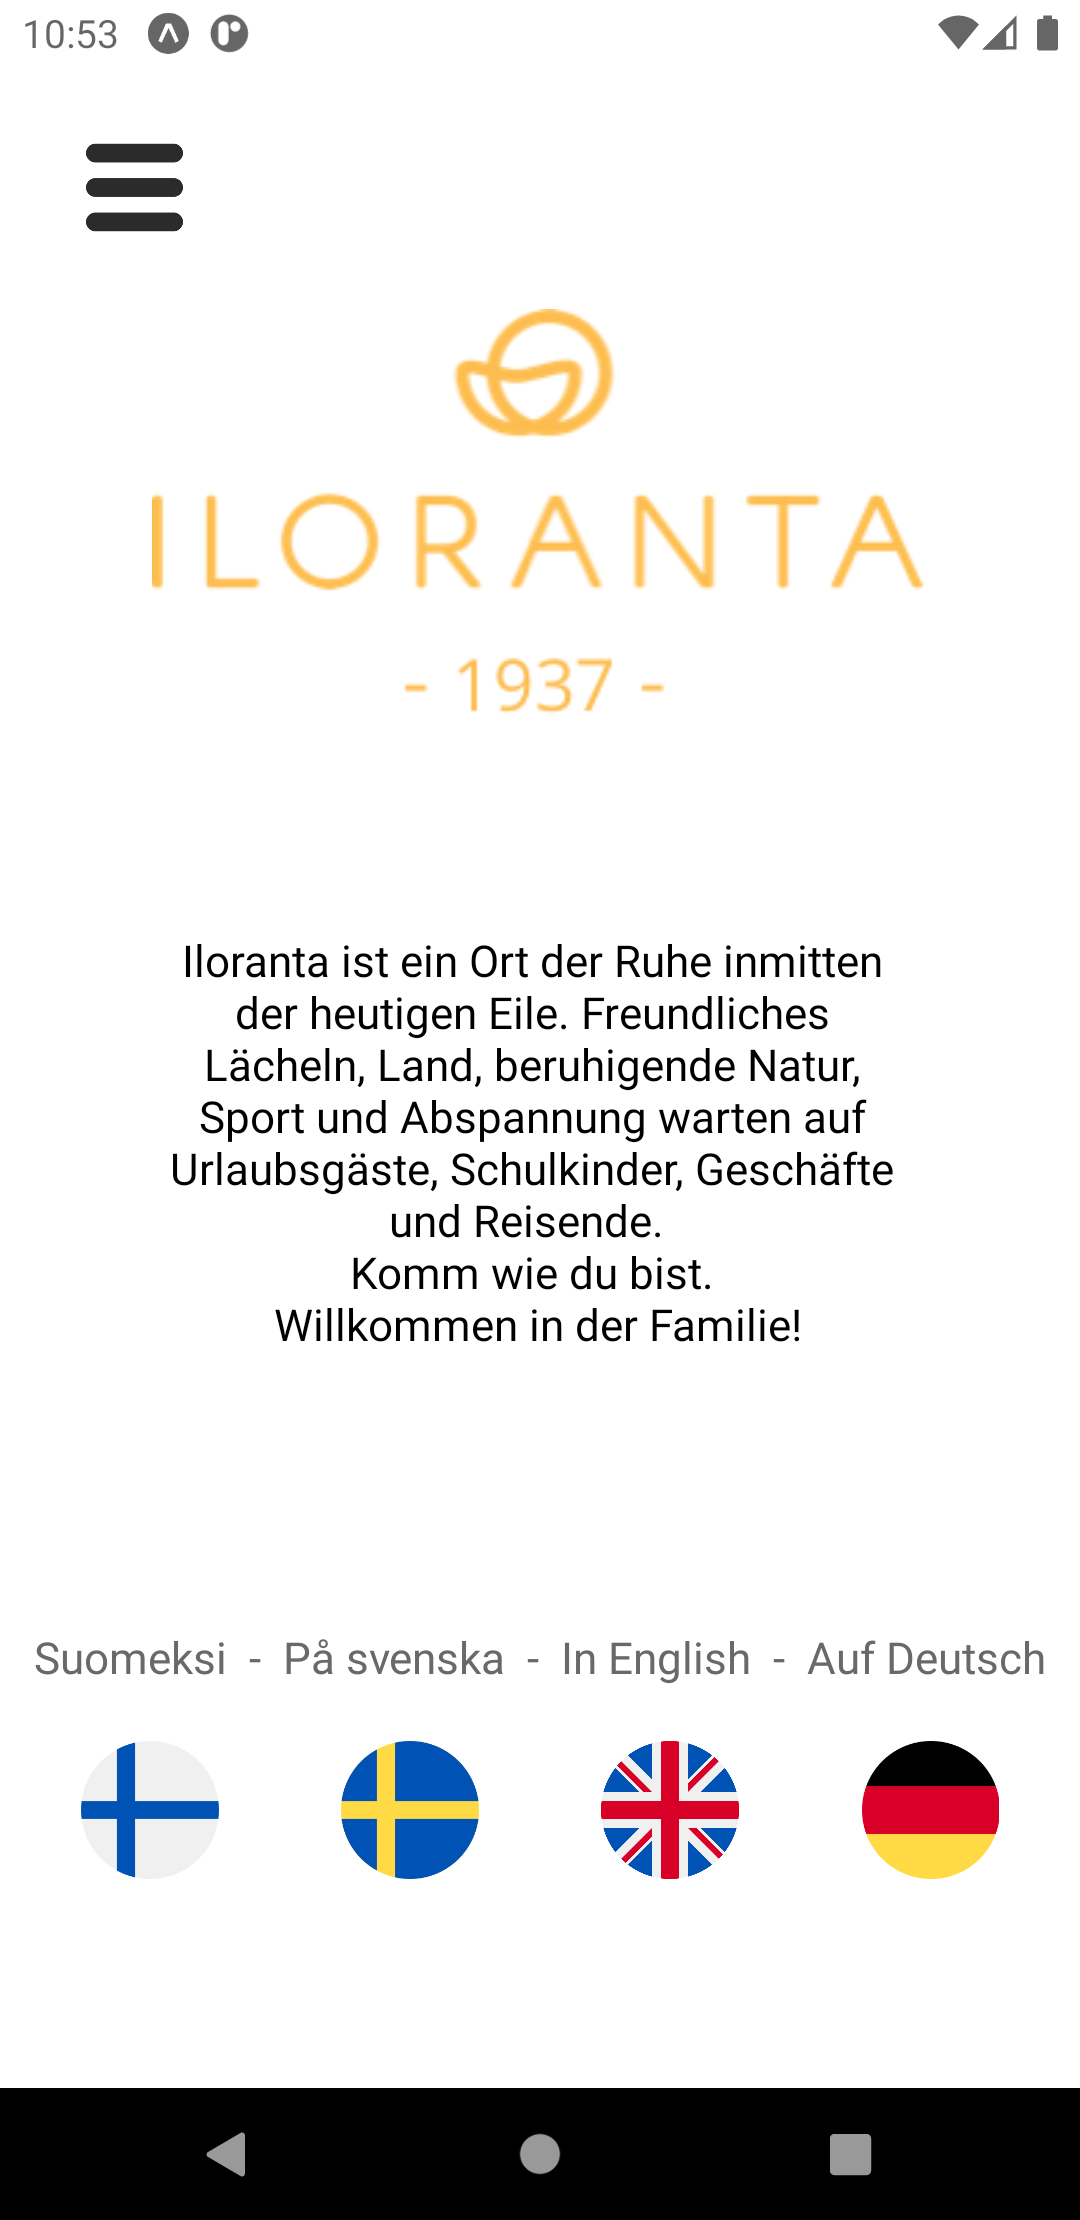 10:53
ILORANTA
- 1937 -
Iloranta ist ein Ort der Ruhe inmitten
der heutigen Eile. Freundliches
Lächeln, Land, beruhigende Natur,
Sport und Abspannung warten auf
Urlaubsgäste, Schulkinder, Geschäfte
und Reisende.
Komm wie du bist.
Willkommen in der Familie!
Suomeksi - På svenska - In English - Auf Deutsch